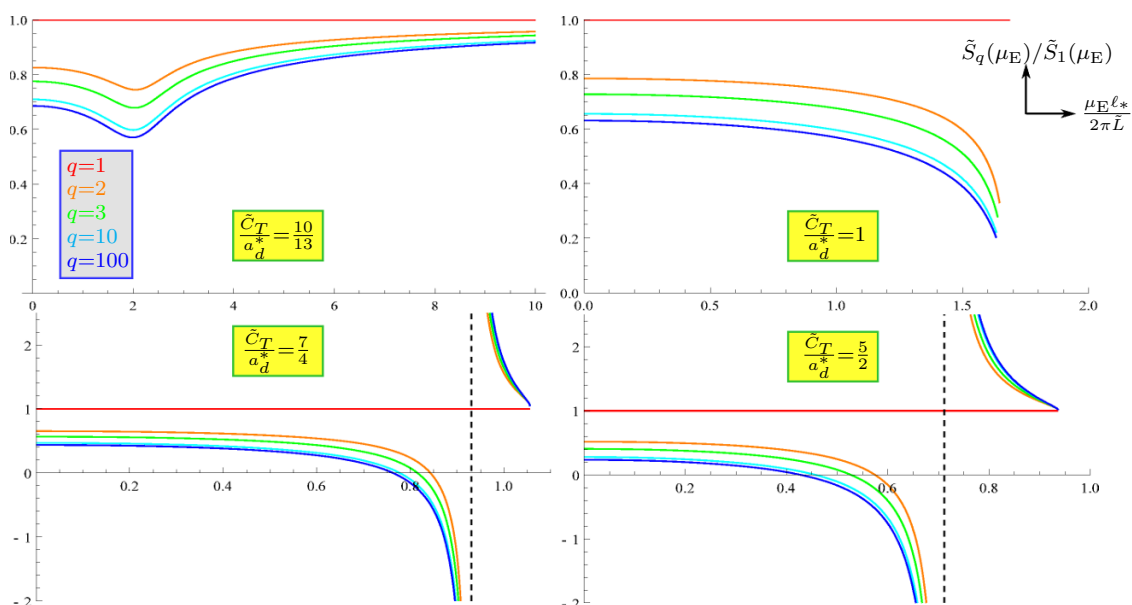 1.0
0.8
0.6
0.4
0.2
0 2 4 6 8 10
q=1
q=2
q=3
q=10
q=100
C̃_T/a_d^* = 10/13
1.0
0.8
0.6
0.4
0.2
0.0
0.0 0.5 1.0 1.5 2.0
S̃_q(μ_E)/S̃_1(μ_E)
μ_E ℓ_*/2πL̃
C̃_T/a_d^* = 1
2
1
0
-1
-2
0.2 0.4 0.6 0.8 1.0
C̃_T/a_d^* = 7/4
2
1
0
-1
-2
0.2 0.4 0.6 0.8 1.0
C̃_T/a_d^* = 5/2